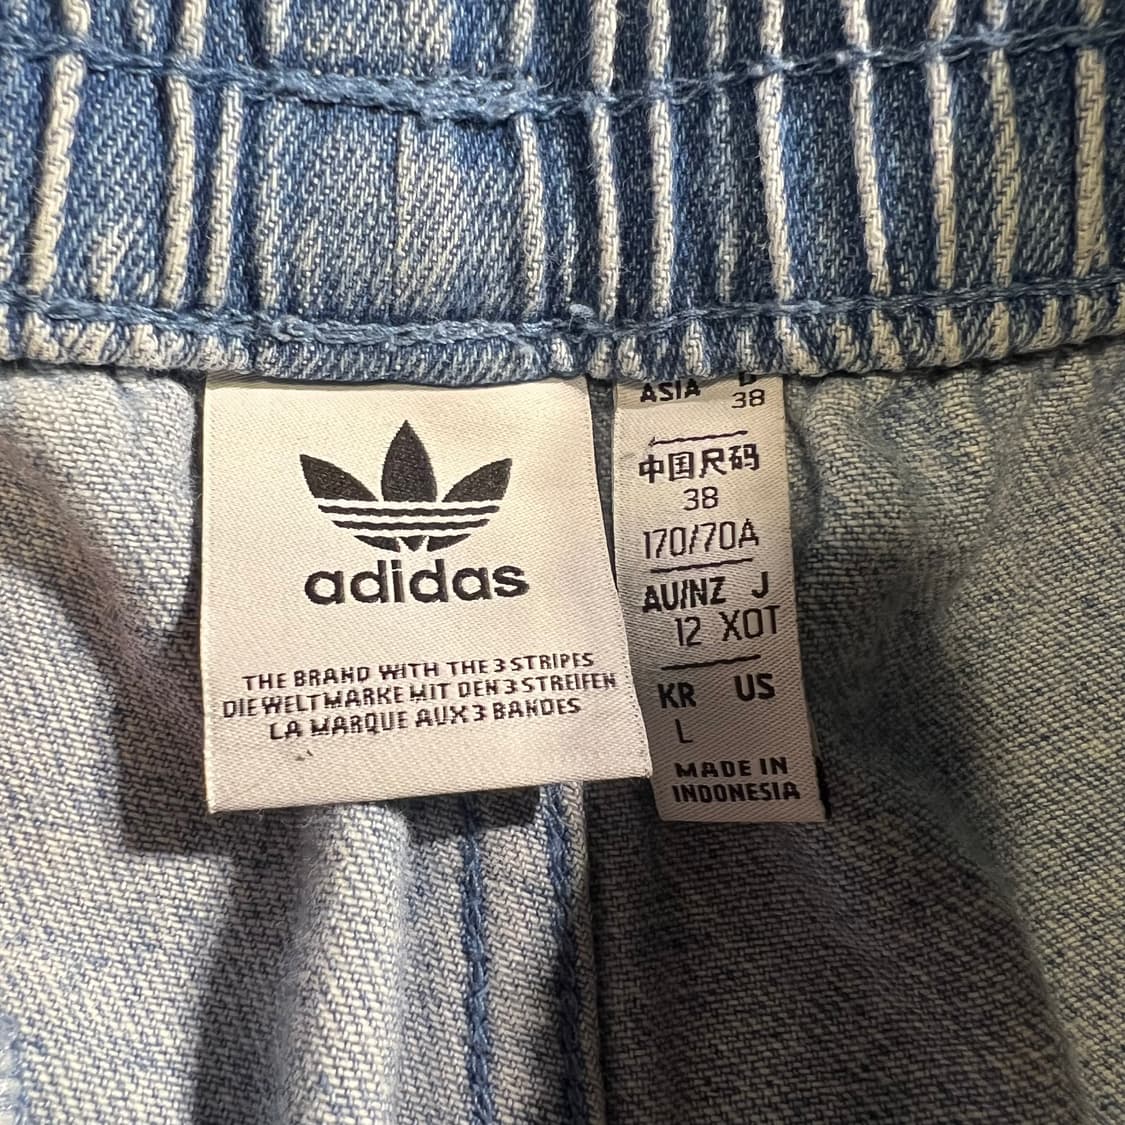 adidas
THE BRAND WITH THE 3 STRIPES
DIE WELTMARKE MIT DEN 3 STREIFEN
LA MARQUE AUX 3 BANDES
ASIA
38
中国尺码
38
170/70A
AU/NZ J
12 XOT
KR US
L
MADE IN
INDONESIA